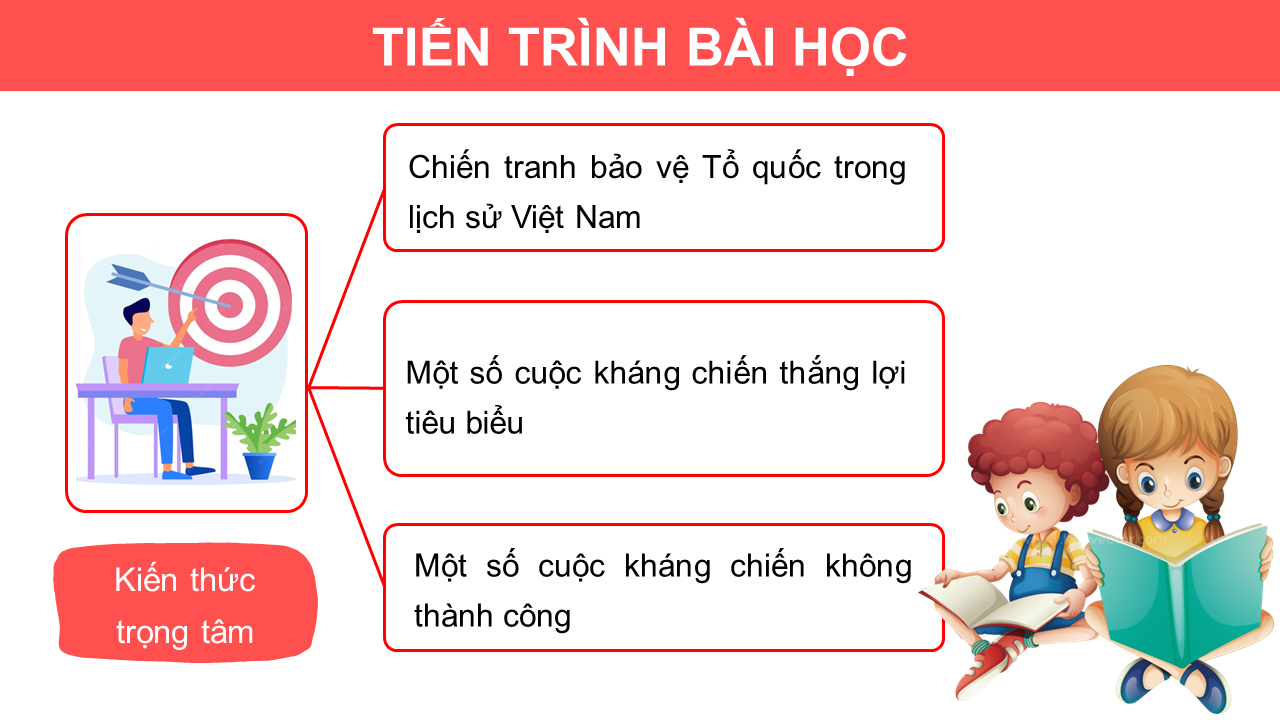 TIẾN TRÌNH BÀI HỌC
Chiến tranh bảo vệ Tổ quốc trong
lịch sử Việt Nam
Một số cuộc kháng chiến thắng lợi
tiêu biểu
Một số cuộc kháng chiến không
thành công
Kiến thức
trọng tâm